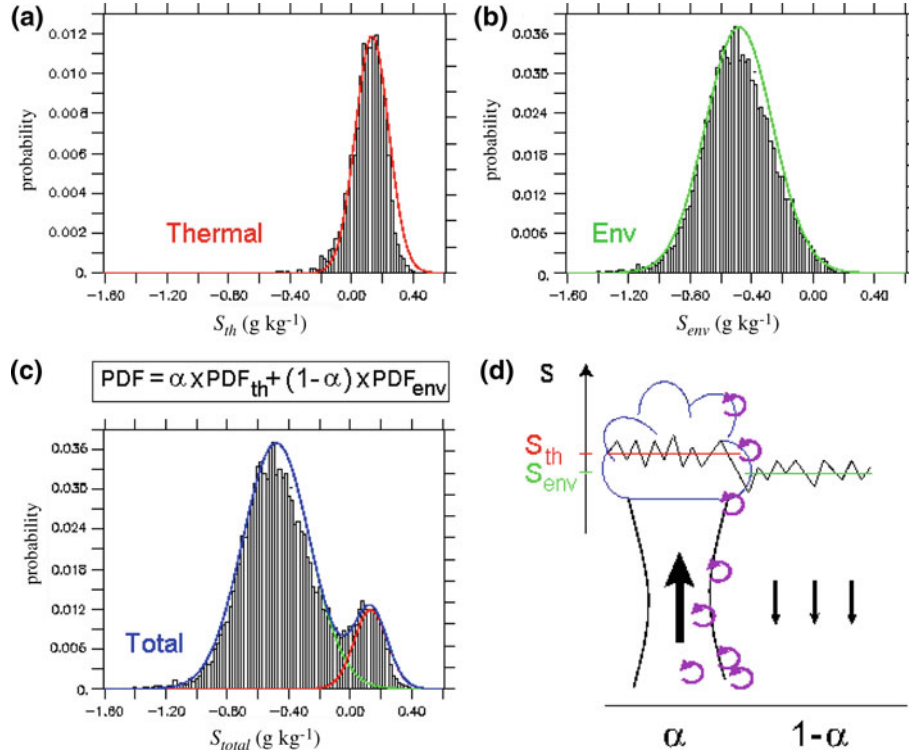 (a)
0.012
0.010
0.008
0.006
0.004
0.002
0.
probability
Thermal
−1.60 −1.20 −0.80 −0.40 0.00 0.40
S_th (g kg⁻¹)
(b)
0.036
0.030
0.024
0.018
0.012
0.006
0.
probability
Env
−1.60 −1.20 −0.60 −0.40 0.00 0.40
S_env (g kg⁻¹)
(c)
PDF = α x PDF_th + (1-α) x PDF_env
0.036
0.030
0.024
0.018
0.012
0.006
0.
probability
Total
−1.60 −1.20 −0.80 −0.40 0.00 0.40
S_total (g kg⁻¹)
(d)
S
S_th
S_env
α 1-α